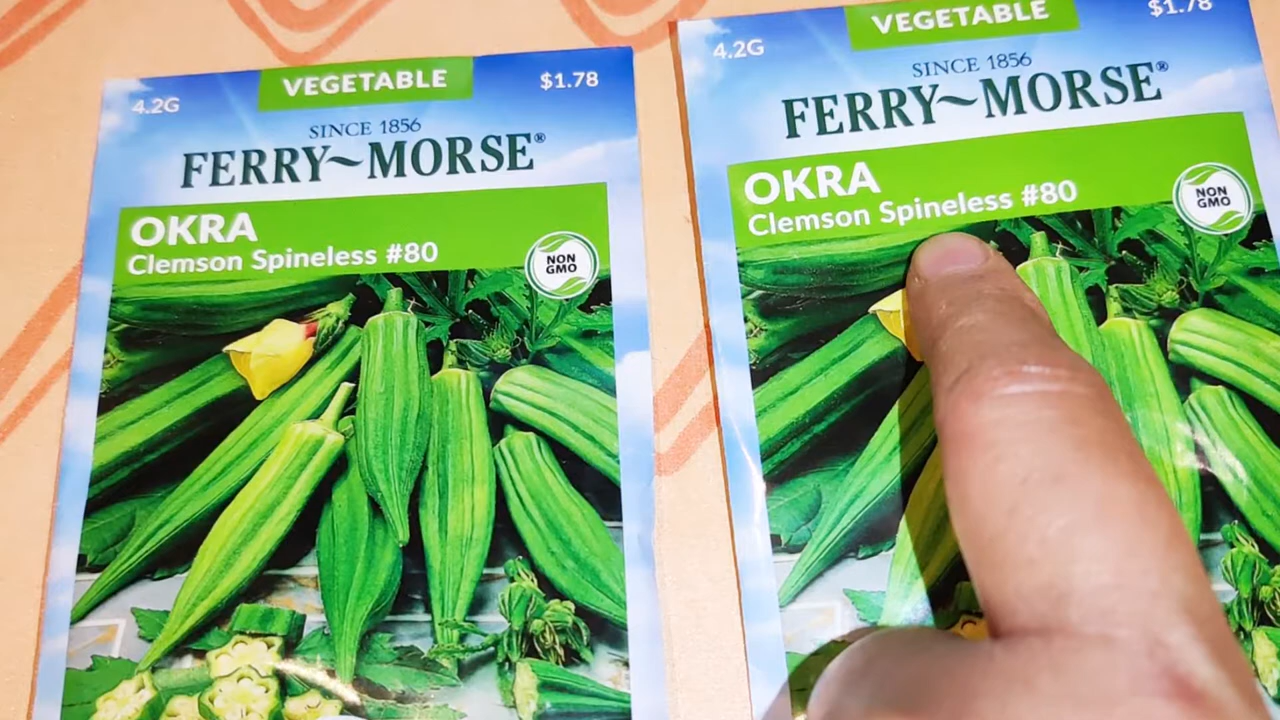 VEGETABLE
4.2G
$1.78
SINCE 1856
FERRY~MORSE®
OKRA
Clemson Spineless #80
NON
GMO
VEGETABLE
4.2G
$1.78
SINCE 1856
FERRY~MORSE®
OKRA
Clemson Spineless #80
NON
GMO